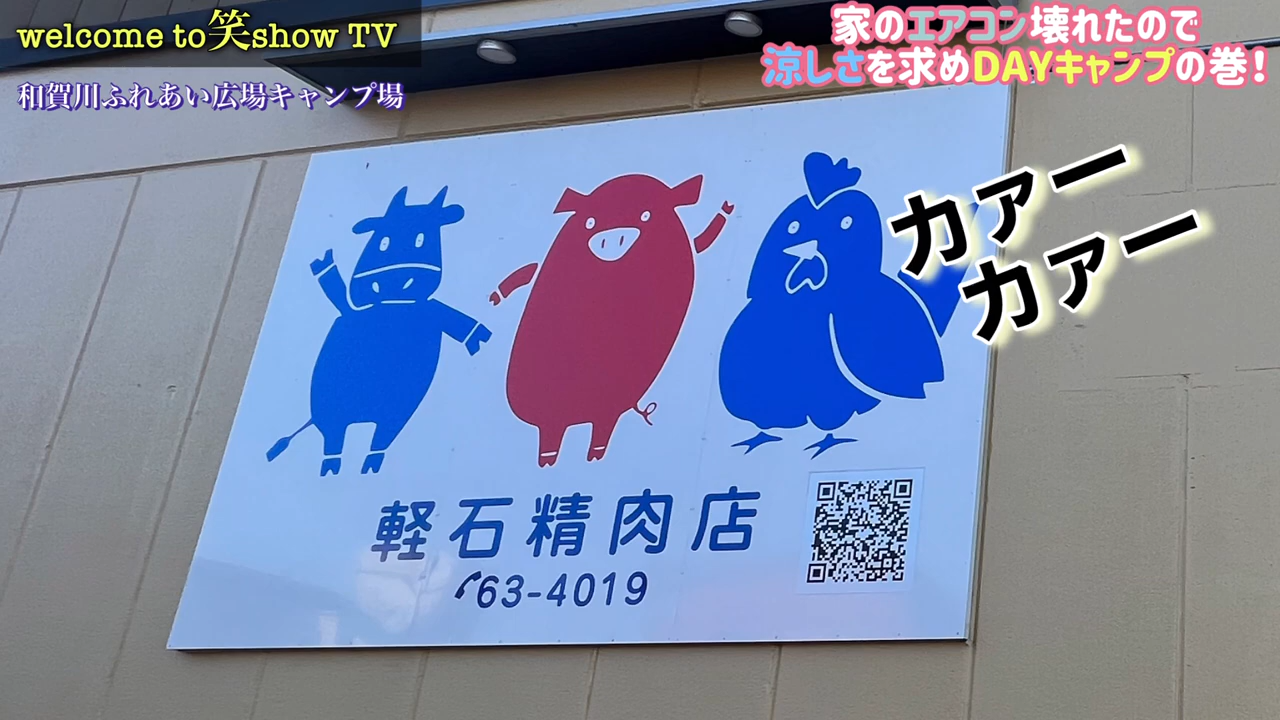 welcome to笑show TV
和賀川ふれあい広場キャンプ場
家のエアコン壊れたので
涼しさを求めDAYキャンプの巻!
カァー
カァー
軽石精肉店
63-4019